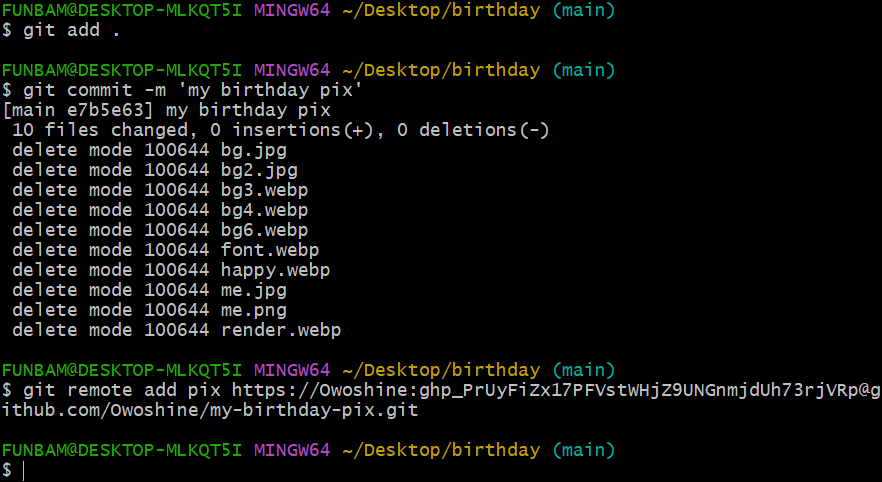 FUNBAM@DESKTOP-MLKQT5I MINGW64 ~/Desktop/birthday (main)
$ git add .
FUNBAM@DESKTOP-MLKQT5I MINGW64 ~/Desktop/birthday (main)
$ git commit -m 'my birthday pix'
[main e7b5e63] my birthday pix
10 files changed, 0 insertions(+), 0 deletions(-)
delete mode 100644 bg.jpg
delete mode 100644 bg2.jpg
delete mode 100644 bg3.webp
delete mode 100644 bg4.webp
delete mode 100644 bg6.webp
delete mode 100644 font.webp
delete mode 100644 happy.webp
delete mode 100644 me.jpg
delete mode 100644 me.png
delete mode 100644 render.webp
FUNBAM@DESKTOP-MLKQT5I MINGW64 ~/Desktop/birthday (main)
$ git remote add pix https://Owoshine: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@g
ithub.com/Owoshine/my-birthday-pix.git
FUNBAM@DESKTOP-MLKQT5I MINGW64 ~/Desktop/birthday (main)
$